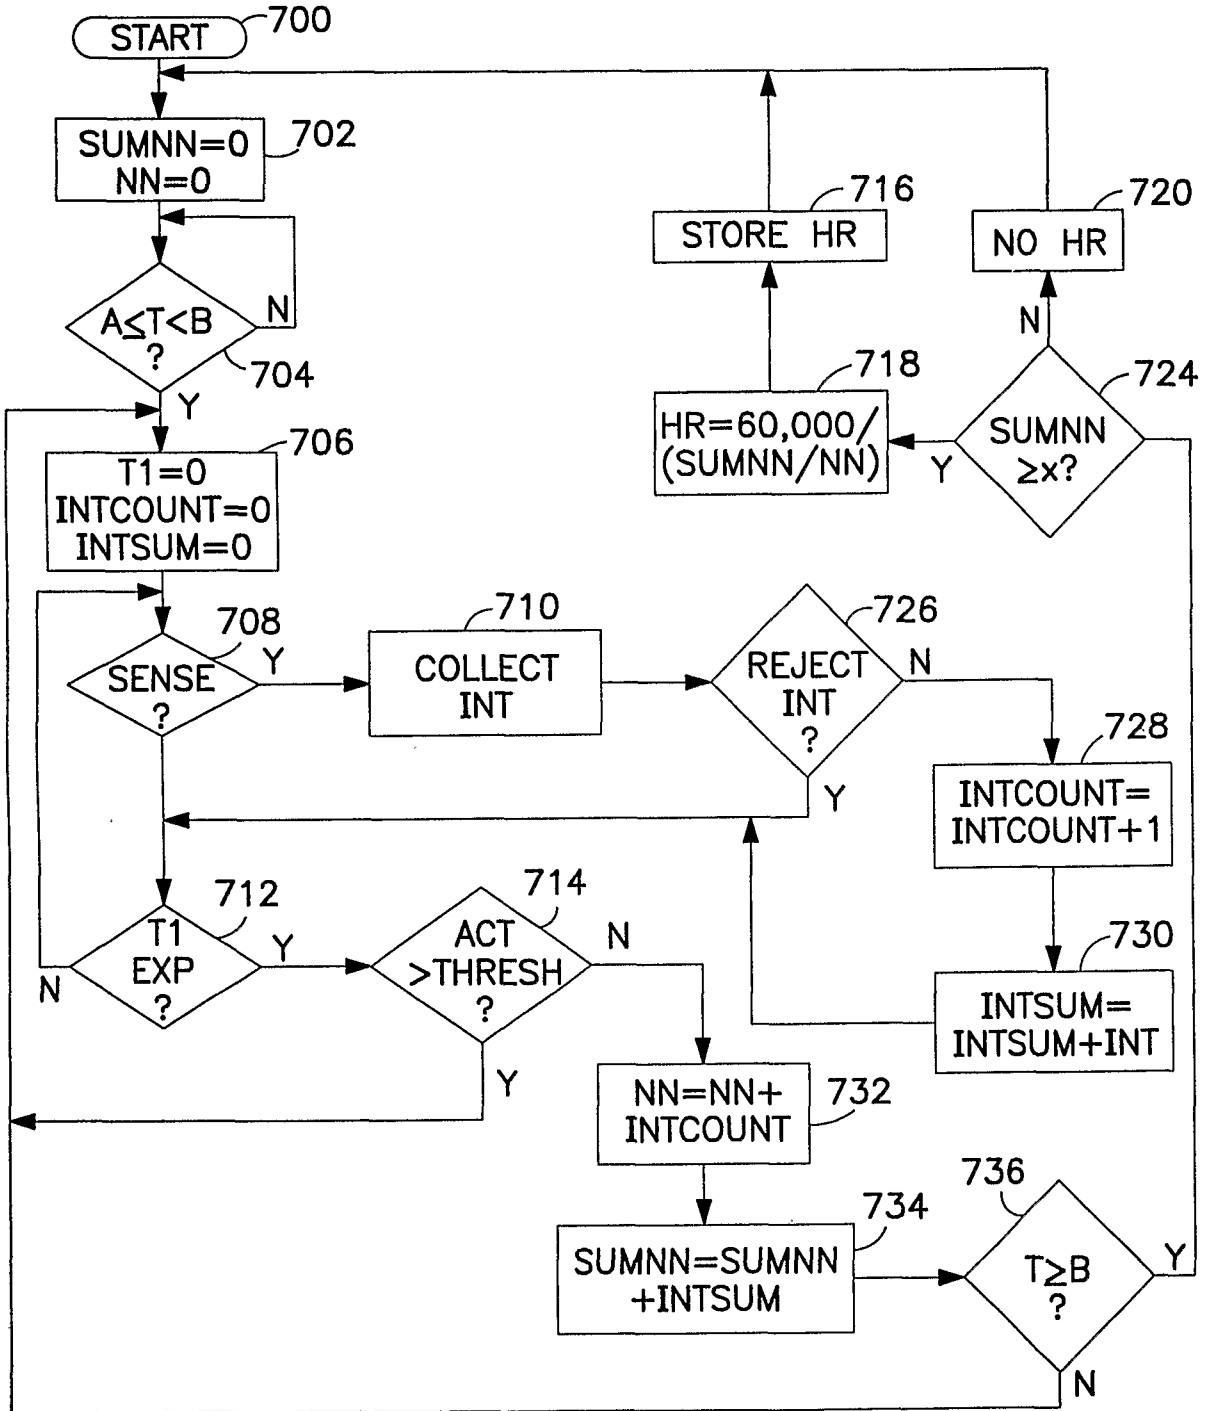 START
700
SUMNN=0
NN=0
702
A≤T<B
?
N
704
Y
T1=0
INTCOUNT=0
INTSUM=0
706
SENSE
?
708
Y
COLLECT
INT
710
REJECT
INT
?
726
N
Y
INTCOUNT=
INTCOUNT+1
728
INTSUM=
INTSUM+INT
730
T1
EXP
?
712
Y
N
ACT
>THRESH
?
714
N
Y
NN=NN+
INTCOUNT
732
SUMNN=SUMNN
+INTSUM
734
T≥B
?
736
Y
N
SUMNN
≥x?
724
N
Y
NO HR
720
HR=60,000/
(SUMNN/NN)
718
STORE HR
716